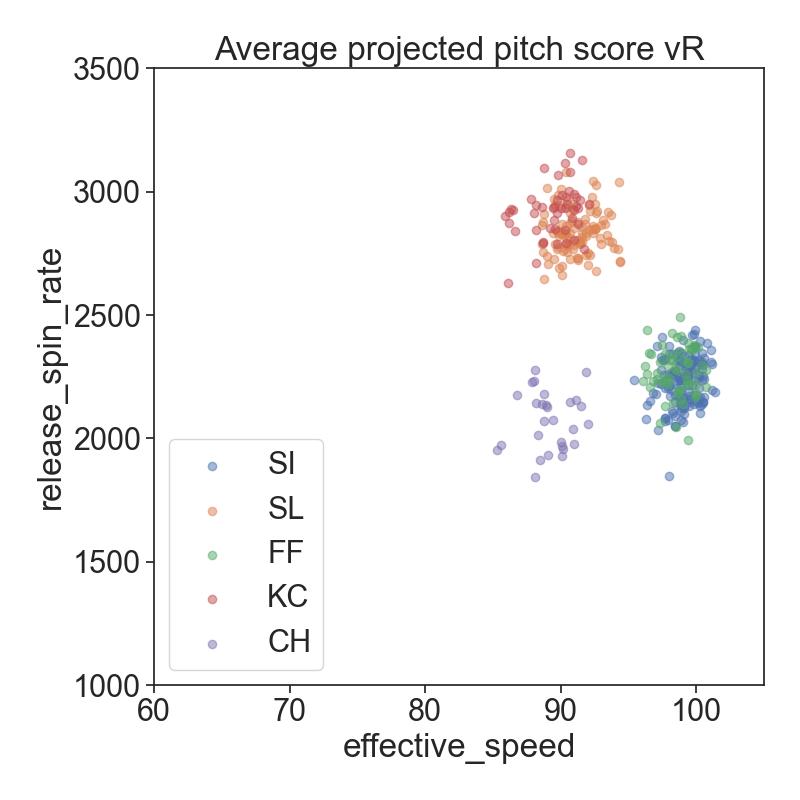 Average projected pitch score vR
3500
3000
2500
2000
1500
1000
release_spin_rate
SI
SL
FF
KC
CH
60 70 80 90 100
effective_speed